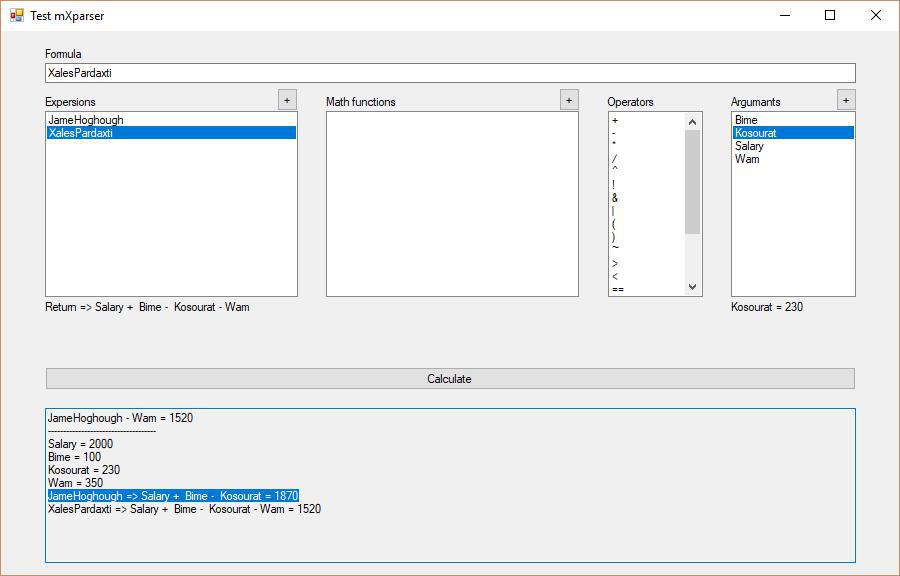 Test mXparser
Formula
XalesPardaxti
Expersions
+
Math functions
+
Operators
Argumants
+
JameHoghough
XalesPardaxti
+
-
*
/
^
!
&
|
(
)
~
>
<
==
Bime
Kosourat
Salary
Wam
Return => Salary + Bime - Kosourat - Wam
Kosourat = 230
Calculate
JameHoghough - Wam = 1520
------------------------------------
Salary = 2000
Bime = 100
Kosourat = 230
Wam = 350
JameHoghough => Salary + Bime - Kosourat = 1870
XalesPardaxti => Salary + Bime - Kosourat - Wam = 1520